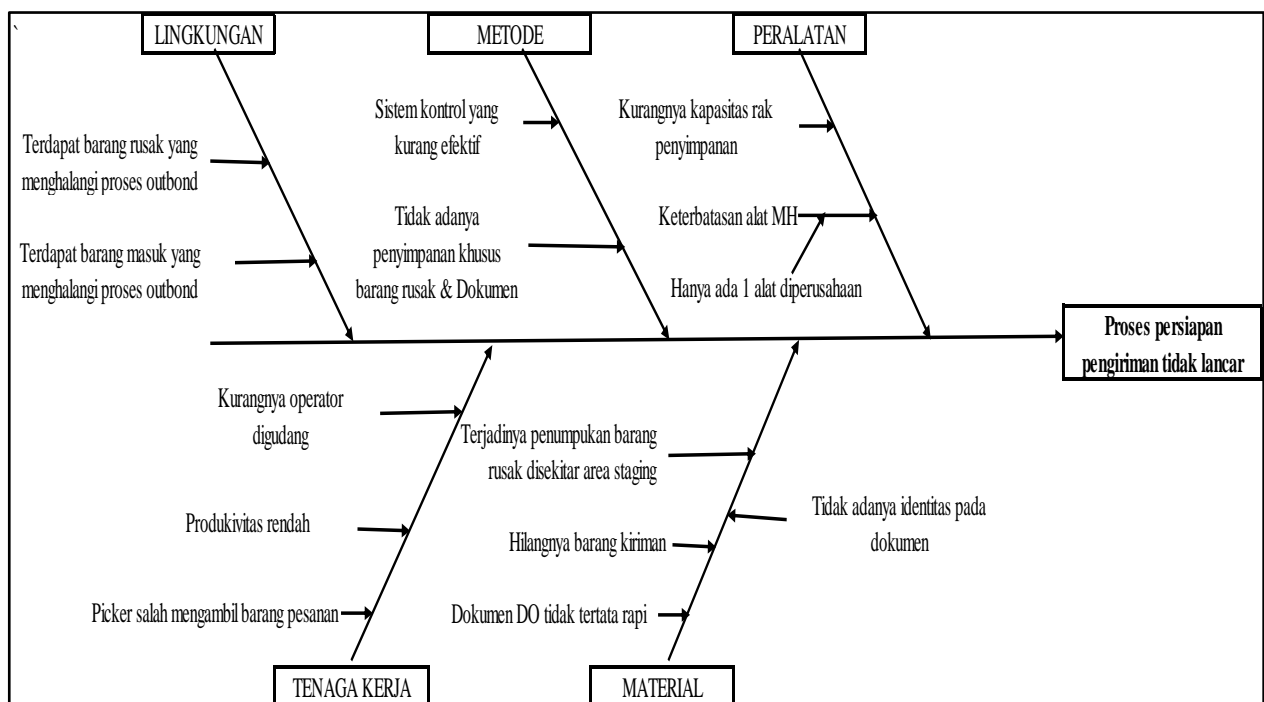 `
LINGKUNGAN
METODE
PERALATAN
Terdapat barang rusak yang
menghalangi proses outbond
Terdapat barang masuk yang
menghalangi proses outbond
Sistem kontrol yang
kurang efektif
Tidak adanya
penyimpanan khusus
barang rusak & Dokumen
Kurangnya kapasitas rak
penyimpanan
Keterbatasan alat MH
Hanya ada 1 alat diperusahaan
Proses persiapan
pengiriman tidak lancar
Kurangnya operator
digudang
Produkivitas rendah
Picker salah mengambil barang pesanan
Terjadinya penumpukan barang
rusak disekitar area staging
Tidak adanya identitas pada
dokumen
Hilangnya barang kiriman
Dokumen DO tidak tertata rapi
TENAGA KERJA
MATERIAL